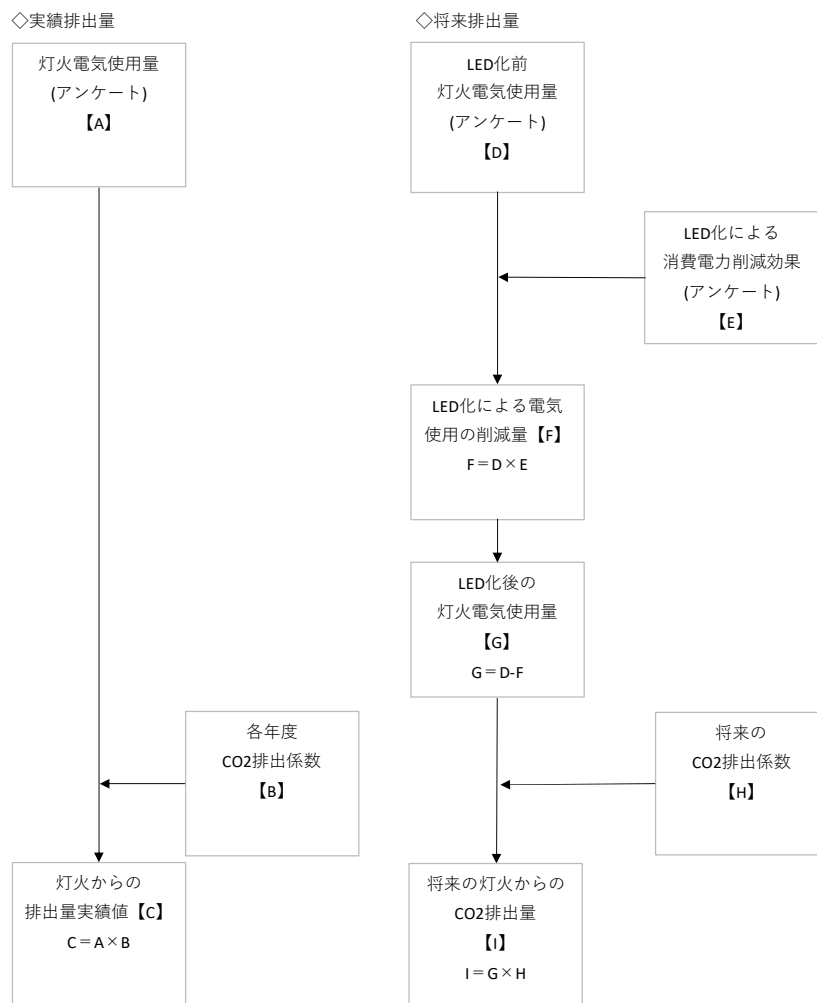 ◇実績排出量
灯火電気使用量
(アンケート)
【A】
各年度
CO2排出係数
【B】
灯火からの
排出量実績値【C】
C＝A×B
◇将来排出量
LED化前
灯火電気使用量
(アンケート)
【D】
LED化による
消費電力削減効果
(アンケート)
【E】
LED化による電気
使用の削減量【F】
F＝D×E
LED化後の
灯火電気使用量
【G】
G＝D-F
将来の
CO2排出係数
【H】
将来の灯火からの
CO2排出量
【I】
I＝G×H